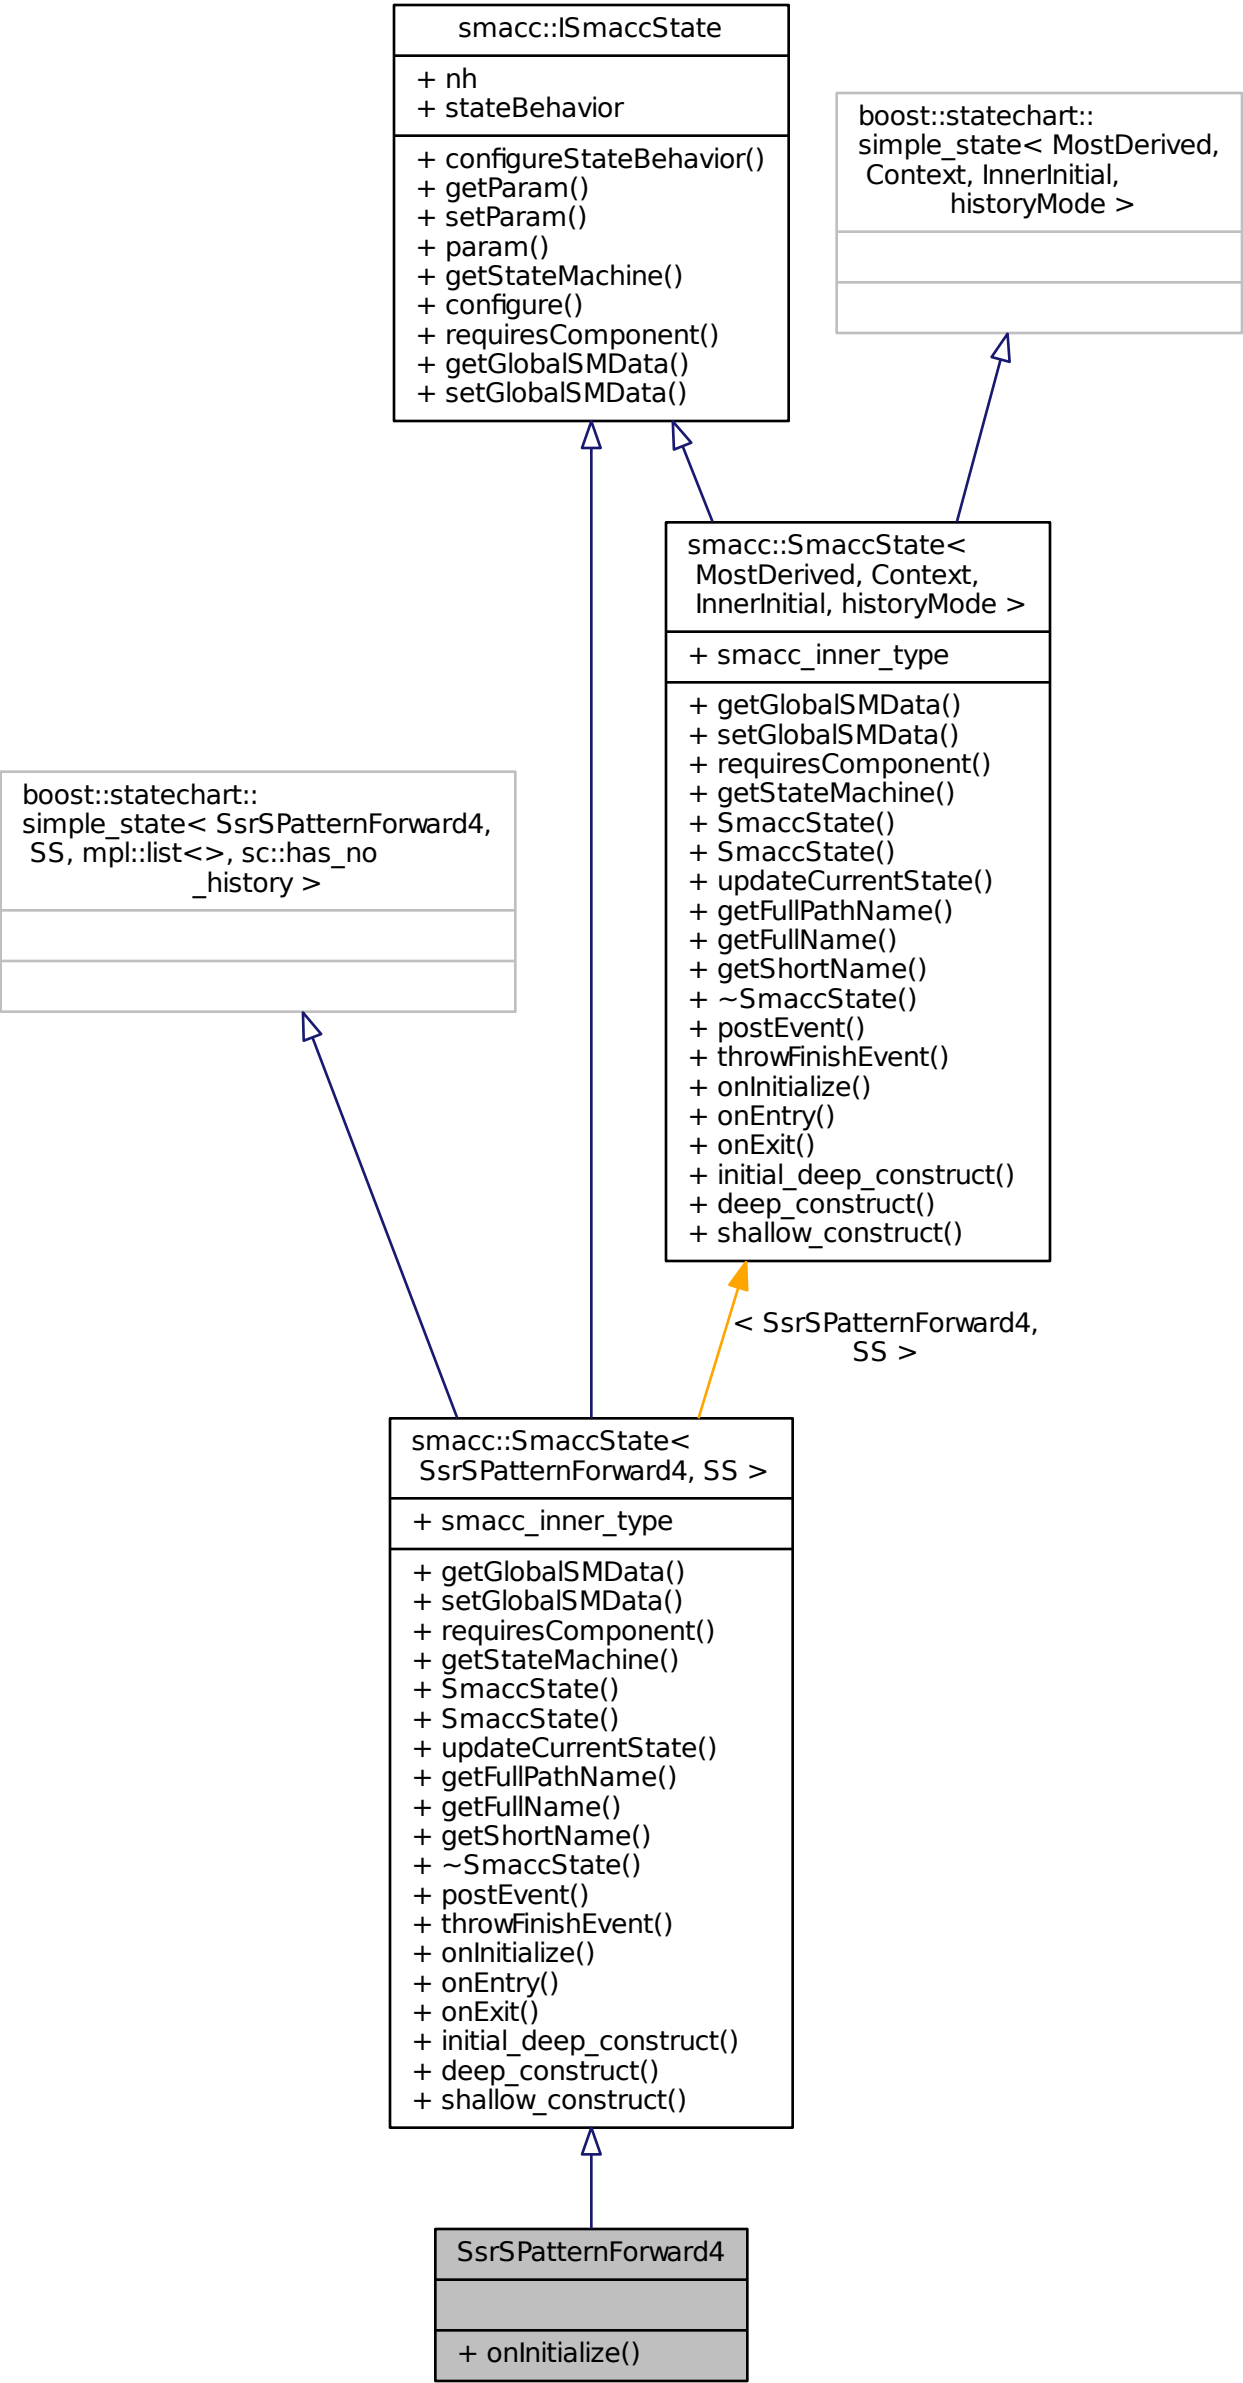 smacc::ISmaccState
+ nh
+ stateBehavior
+ configureStateBehavior()
+ getParam()
+ setParam()
+ param()
+ getStateMachine()
+ configure()
+ requiresComponent()
+ getGlobalSMData()
+ setGlobalSMData()
boost::statechart::
simple_state< MostDerived,
Context, InnerInitial,
historyMode >
smacc::SmaccState<
MostDerived, Context,
InnerInitial, historyMode >
+ smacc_inner_type
+ getGlobalSMData()
+ setGlobalSMData()
+ requiresComponent()
+ getStateMachine()
+ SmaccState()
+ SmaccState()
+ updateCurrentState()
+ getFullPathName()
+ getFullName()
+ getShortName()
+ ~SmaccState()
+ postEvent()
+ throwFinishEvent()
+ onInitialize()
+ onEntry()
+ onExit()
+ initial_deep_construct()
+ deep_construct()
+ shallow_construct()
boost::statechart::
simple_state< SsrSPatternForward4,
SS, mpl::list<>, sc::has_no
_history >
< SsrSPatternForward4,
SS >
smacc::SmaccState<
SsrSPatternForward4, SS >
+ smacc_inner_type
+ getGlobalSMData()
+ setGlobalSMData()
+ requiresComponent()
+ getStateMachine()
+ SmaccState()
+ SmaccState()
+ updateCurrentState()
+ getFullPathName()
+ getFullName()
+ getShortName()
+ ~SmaccState()
+ postEvent()
+ throwFinishEvent()
+ onInitialize()
+ onEntry()
+ onExit()
+ initial_deep_construct()
+ deep_construct()
+ shallow_construct()
SsrSPatternForward4
+ onInitialize()